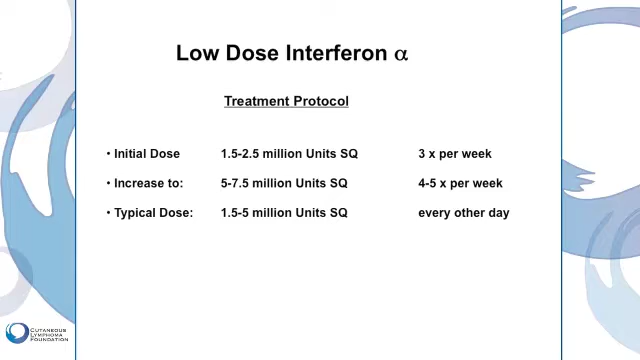 Low Dose Interferon α
Treatment Protocol
• Initial Dose 1.5-2.5 million Units SQ 3 x per week
• Increase to: 5-7.5 million Units SQ 4-5 x per week
• Typical Dose: 1.5-5 million Units SQ every other day
CUTANEOUS
LYMPHOMA
FOUNDATION